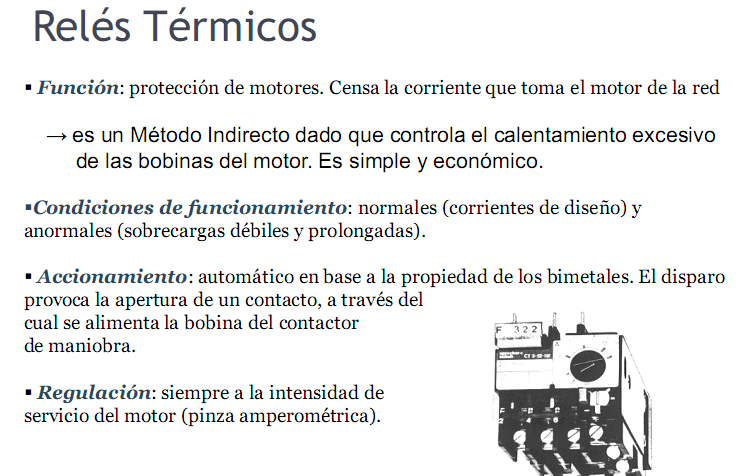 Relés Térmicos
▪ Función: protección de motores. Censa la corriente que toma el motor de la red
→ es un Método Indirecto dado que controla el calentamiento excesivo
de las bobinas del motor. Es simple y económico.
▪Condiciones de funcionamiento: normales (corrientes de diseño) y
anormales (sobrecargas débiles y prolongadas).
▪ Accionamiento: automático en base a la propiedad de los bimetales. El disparo
provoca la apertura de un contacto, a través del
cual se alimenta la bobina del contactor
de maniobra.
▪ Regulación: siempre a la intensidad de
servicio del motor (pinza amperométrica).
F 322